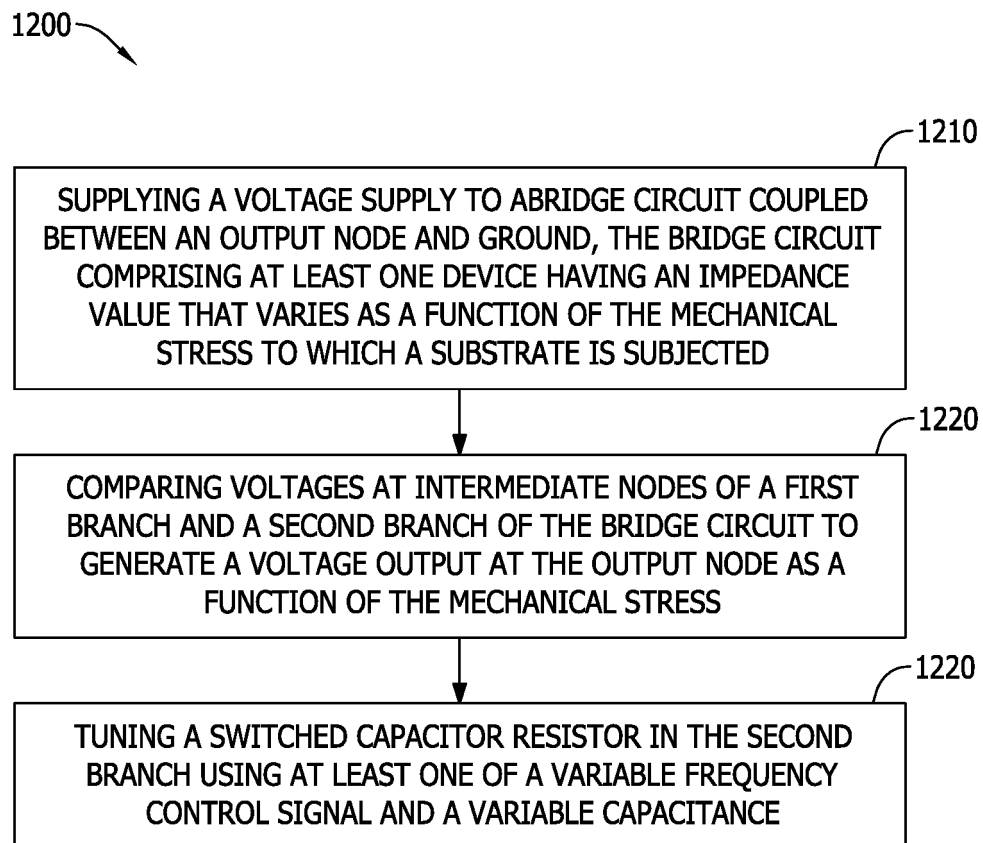 1200
1210
SUPPLYING A VOLTAGE SUPPLY TO ABRIDGE CIRCUIT COUPLED
BETWEEN AN OUTPUT NODE AND GROUND, THE BRIDGE CIRCUIT
COMPRISING AT LEAST ONE DEVICE HAVING AN IMPEDANCE
VALUE THAT VARIES AS A FUNCTION OF THE MECHANICAL
STRESS TO WHICH A SUBSTRATE IS SUBJECTED
1220
COMPARING VOLTAGES AT INTERMEDIATE NODES OF A FIRST
BRANCH AND A SECOND BRANCH OF THE BRIDGE CIRCUIT TO
GENERATE A VOLTAGE OUTPUT AT THE OUTPUT NODE AS A
FUNCTION OF THE MECHANICAL STRESS
1220
TUNING A SWITCHED CAPACITOR RESISTOR IN THE SECOND
BRANCH USING AT LEAST ONE OF A VARIABLE FREQUENCY
CONTROL SIGNAL AND A VARIABLE CAPACITANCE